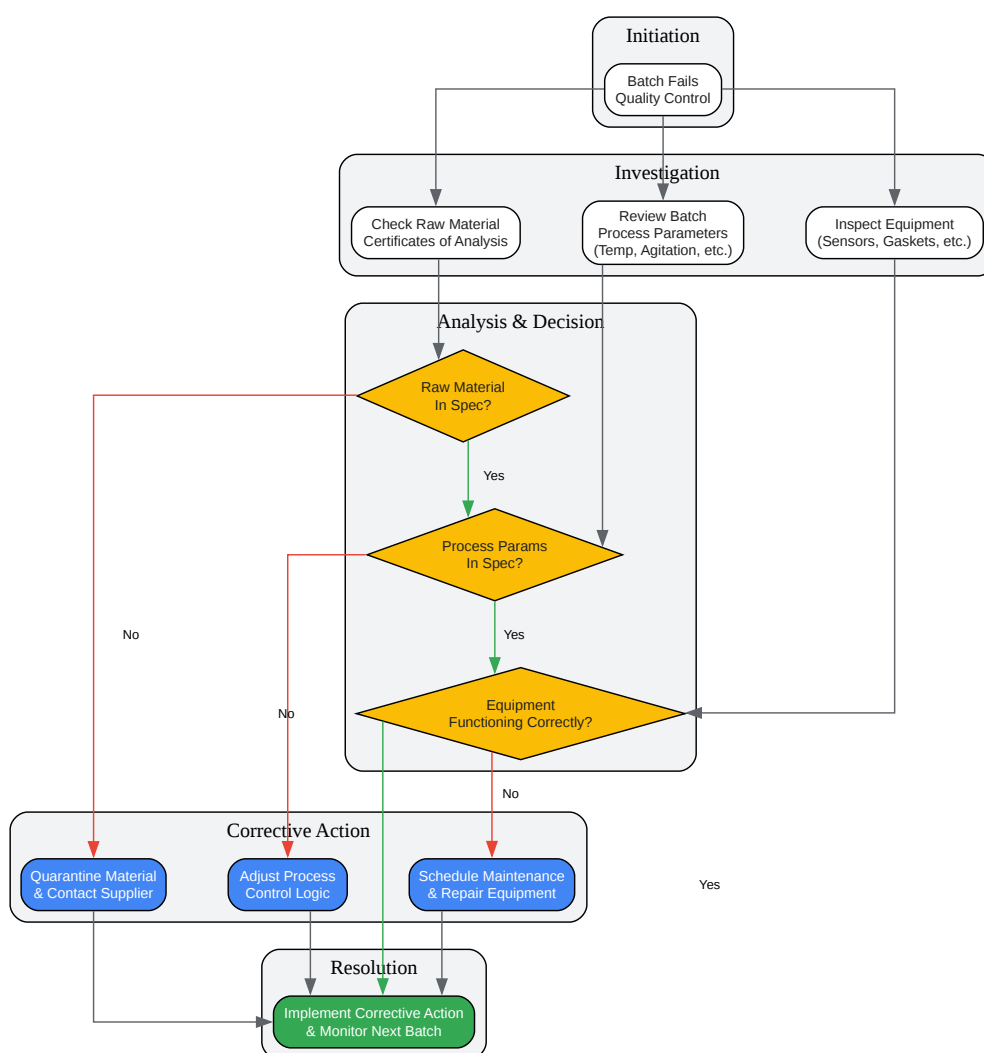 Initiation
Batch Fails
Quality Control
Investigation
Check Raw Material
Certificates of Analysis
Review Batch
Process Parameters
(Temp, Agitation, etc.)
Inspect Equipment
(Sensors, Gaskets, etc.)
Analysis & Decision
Raw Material
In Spec?
Yes
Process Params
In Spec?
No
Yes
Equipment
Functioning Correctly?
No
No
Corrective Action
Quarantine Material
& Contact Supplier
Adjust Process
Control Logic
Schedule Maintenance
& Repair Equipment
Yes
Resolution
Implement Corrective Action
& Monitor Next Batch